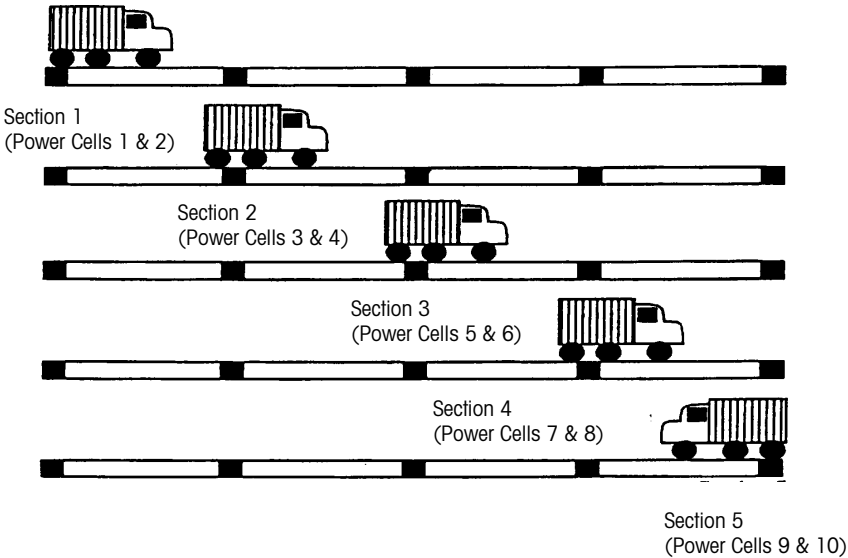 Section 1
(Power Cells 1 & 2)
Section 2
(Power Cells 3 & 4)
Section 3
(Power Cells 5 & 6)
Section 4
(Power Cells 7 & 8)
Section 5
(Power Cells 9 & 10)